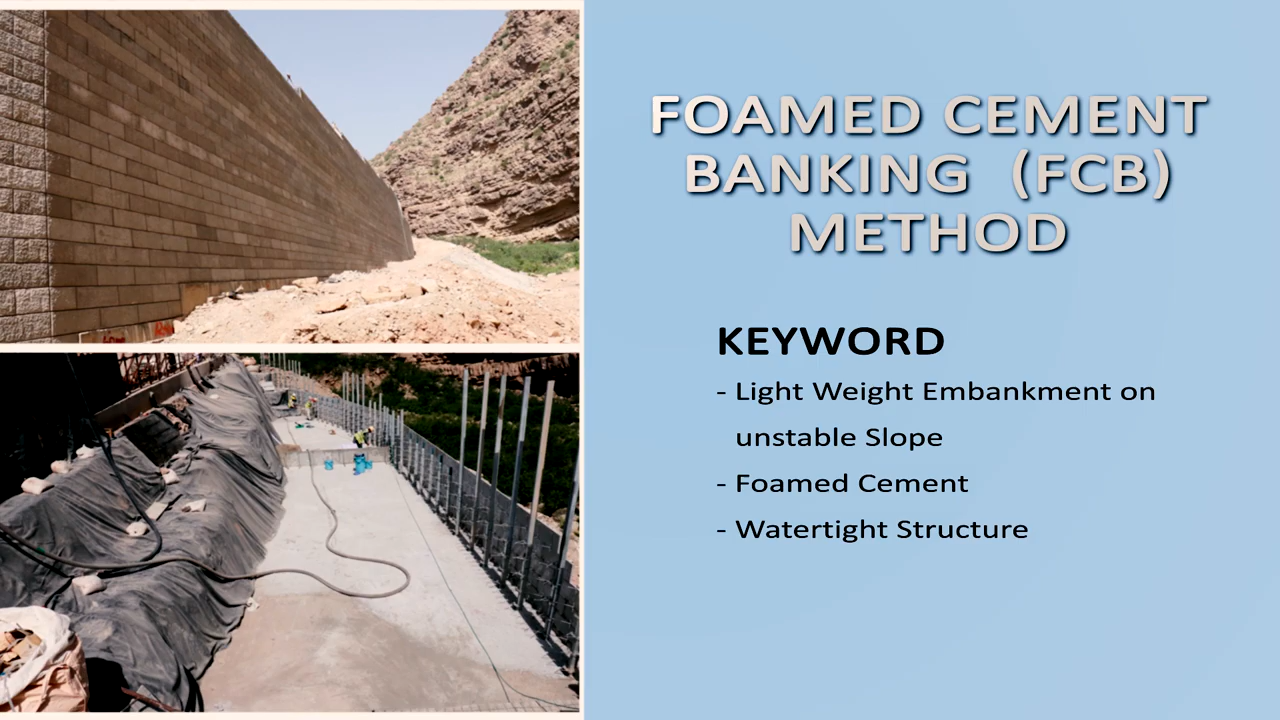 FOAMED CEMENT
BANKING (FCB)
METHOD
KEYWORD
- Light Weight Embankment on
unstable Slope
- Foamed Cement
- Watertight Structure